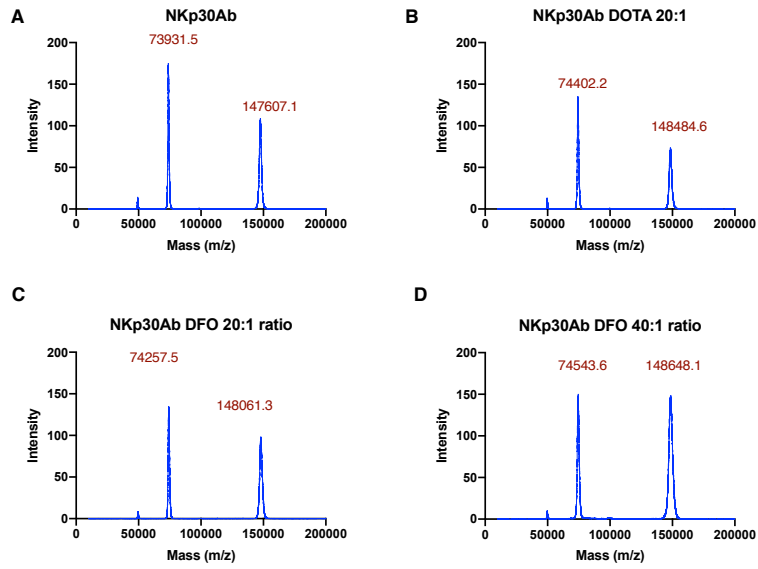 A
NKp30Ab
73931.5
147607.1
Intensity
200
150
100
50
0
0 50000 100000 150000 200000
Mass (m/z)
B
NKp30Ab DOTA 20:1
74402.2
148484.6
Intensity
200
150
100
50
0
0 50000 100000 150000 200000
Mass (m/z)
C
NKp30Ab DFO 20:1 ratio
74257.5
148061.3
Intensity
200
150
100
50
0
0 50000 100000 150000 200000
Mass (m/z)
D
NKp30Ab DFO 40:1 ratio
74543.6 148648.1
Intensity
200
150
100
50
0
0 50000 100000 150000 200000
Mass (m/z)